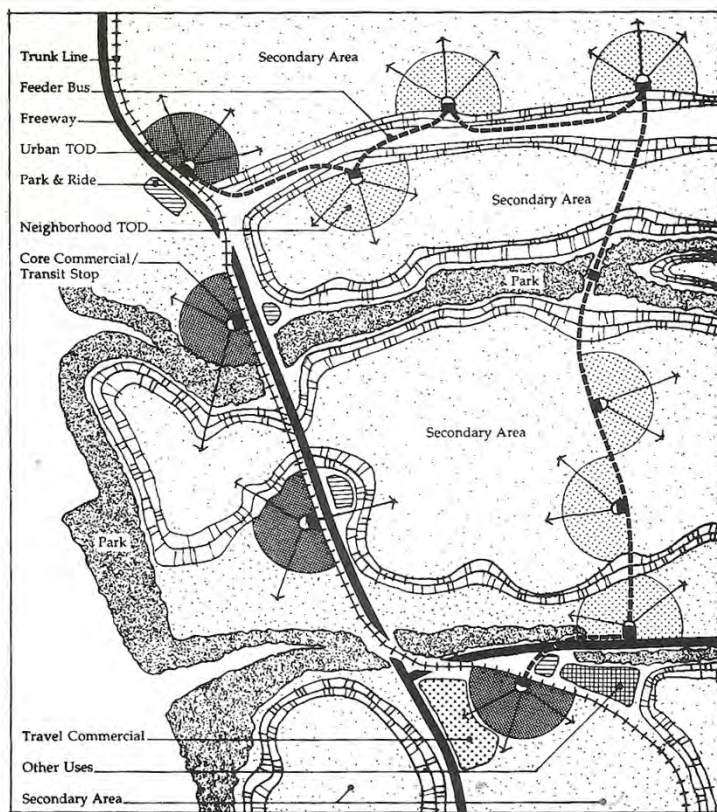 Trunk Line
Secondary Area
Feeder Bus
Freeway
Urban TOD
Park & Ride
Secondary Area
Neighborhood TOD
Core Commercial/
Transit Stop
Park
Secondary Area
Park
Travel Commercial
Other Uses
Secondary Area